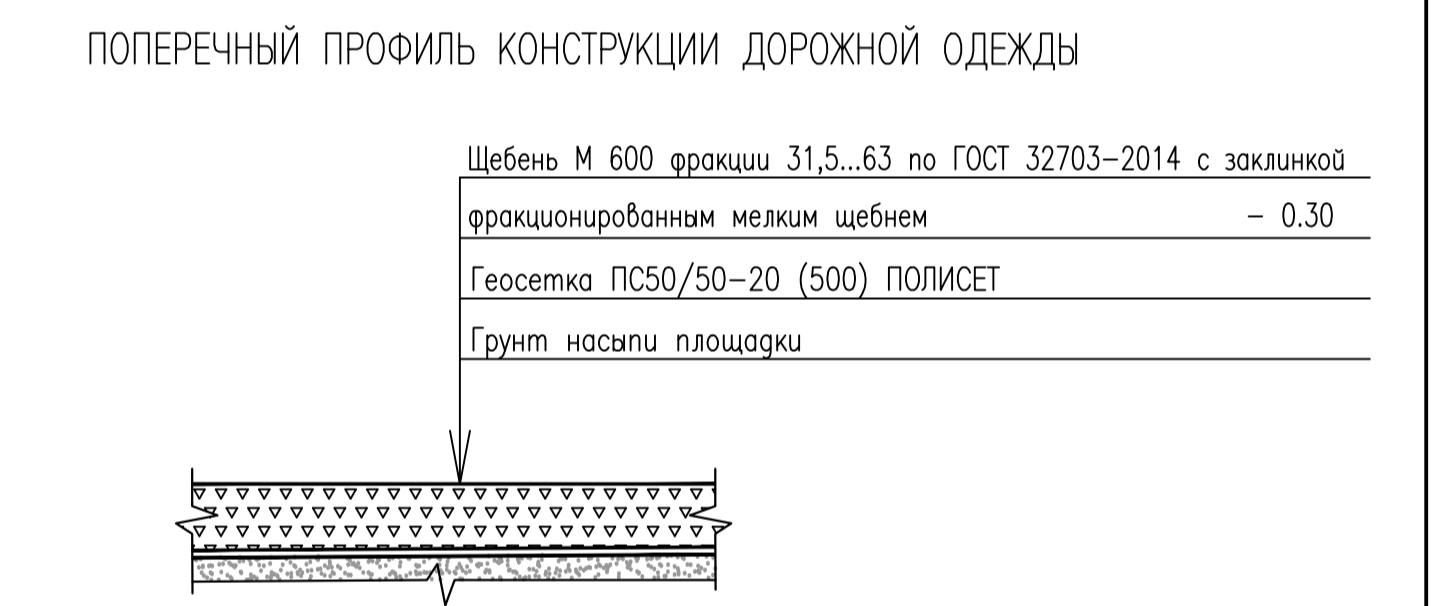 ПОПЕРЕЧНЫЙ ПРОФИЛЬ КОНСТРУКЦИИ ДОРОЖНОЙ ОДЕЖДЫ
Щебень М 600 фракции 31,5...63 по ГОСТ 32703-2014 с заклинкой
фракционированным мелким щебнем - 0.30
Геосетка ПС50/50-20 (500) ПОЛИСЕТ
Грунт насыпи площадки